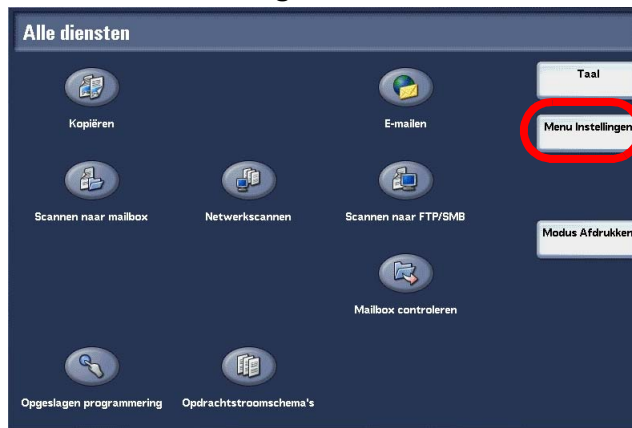 Alle diensten
Taal
Kopiëren
E-mailen
Menu Instellingen
Scannen naar mailbox
Netwerkscannen
Scannen naar FTP/SMB
Modus Afdrukken
Mailbox controleren
Opgeslagen programmering
Opdrachtstroomschema's